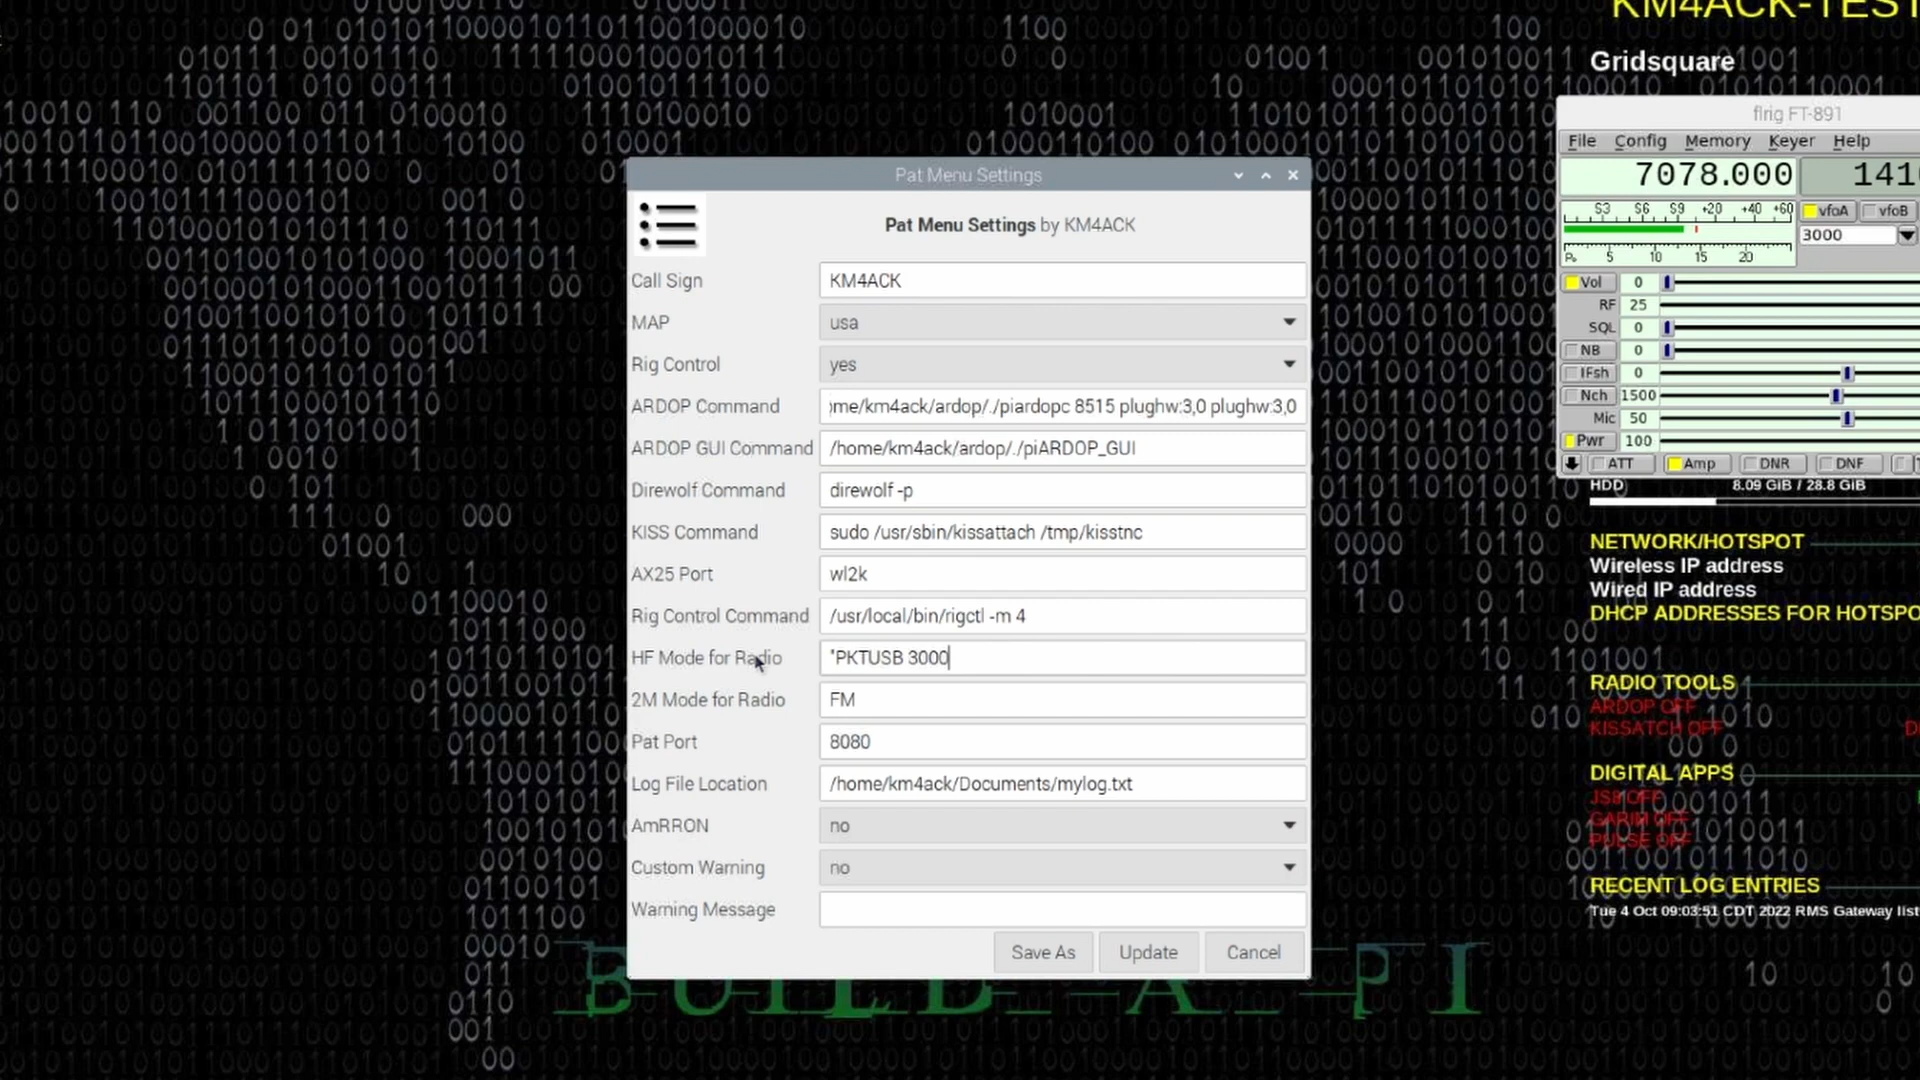 KM4ACK-TEST
Gridsquare
flrig FT-891
File Config Memory Keyer Help
7078.000 141
S3 S6 S9 +20 +40 +60
vfoA vfoB
3000
Po 5 10 15 20
Vol 0
RF 25
SQL 0
NB 0
IFsh 0
Nch 1500
Mic 50
Pwr 100
ATT Amp DNR DNF
HDD 8.09 GiB / 28.8 GiB
NETWORK/HOTSPOT
Wireless IP address
Wired IP address
DHCP ADDRESSES FOR HOTSPO
RADIO TOOLS
ARDOP OFF
KISSATCH OFF D
DIGITAL APPS
JS8 OFF
GARIM OFF
PULSE OFF
RECENT LOG ENTRIES
Tue 4 Oct 09:03:51 CDT 2022 RMS Gateway list
Pat Menu Settings
Pat Menu Settings by KM4ACK
Call Sign KM4ACK
MAP usa
Rig Control yes
ARDOP Command ome/km4ack/ardop/./piardopc 8515 plughw:3,0 plughw:3,0
ARDOP GUI Command /home/km4ack/ardop/./piARDOP_GUI
Direwolf Command direwolf -p
KISS Command sudo /usr/sbin/kissattach /tmp/kisstnc
AX25 Port wl2k
Rig Control Command /usr/local/bin/rigctl -m 4
HF Mode for Radio "PKTUSB 3000
2M Mode for Radio FM
Pat Port 8080
Log File Location /home/km4ack/Documents/mylog.txt
AmRRON no
Custom Warning no
Warning Message
Save As Update Cancel
BUILD A PI